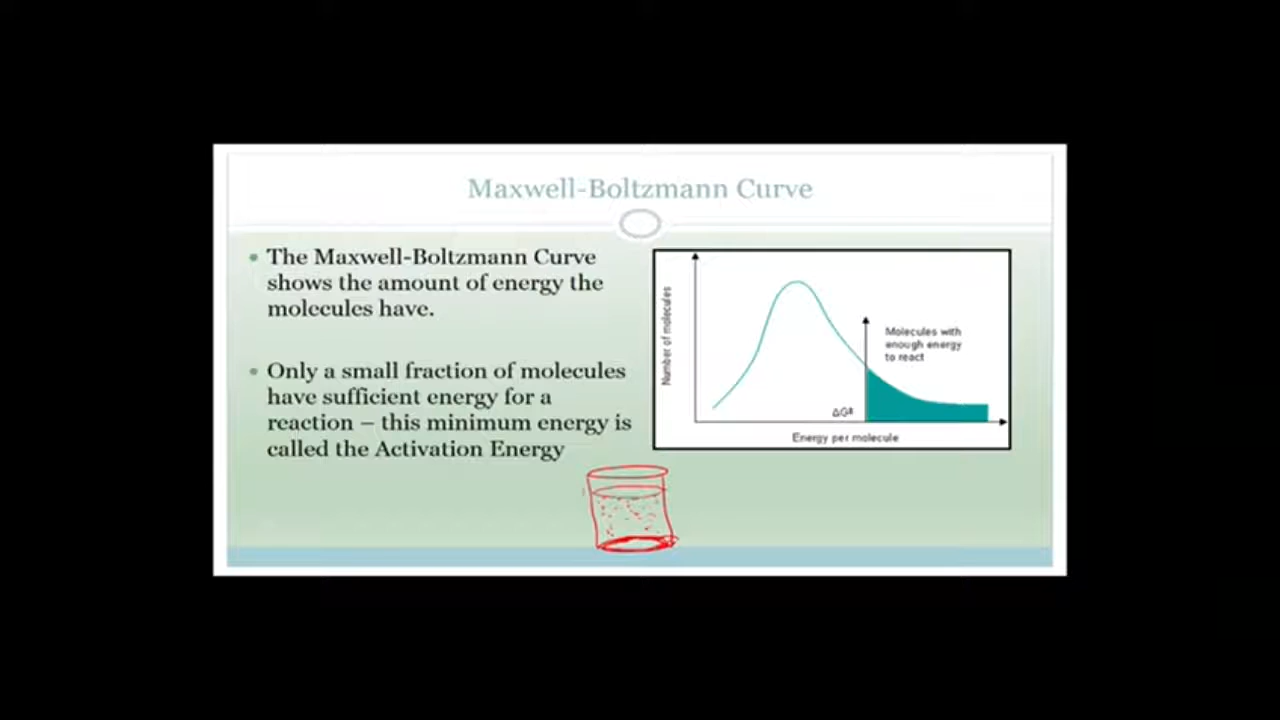 Maxwell-Boltzmann Curve
• The Maxwell-Boltzmann Curve
shows the amount of energy the
molecules have.
• Only a small fraction of molecules
have sufficient energy for a
reaction – this minimum energy is
called the Activation Energy
Number of molecules
Molecules with
enough energy
to react
Energy per molecule